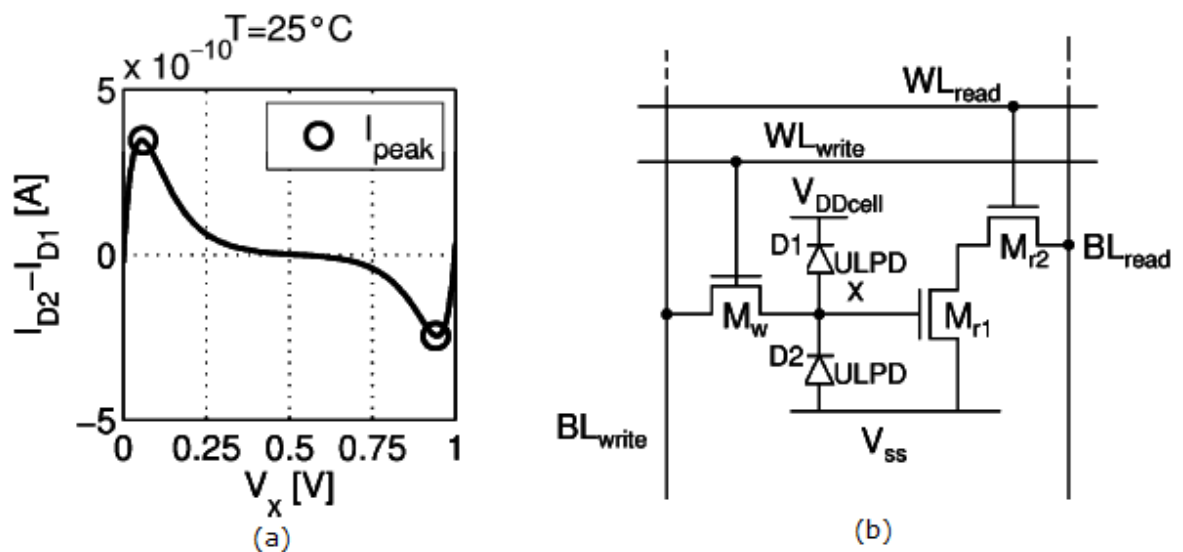 T=25°C
x 10⁻¹⁰
5
0
−5
I_D2−I_D1 [A]
I_peak
0 0.25 0.5 0.75 1
V_x [V]
(a)
WL_read
WL_write
V_DDcell
D1
ULPD
x
M_w
M_r2
BL_read
M_r1
D2
ULPD
BL_write
V_ss
(b)